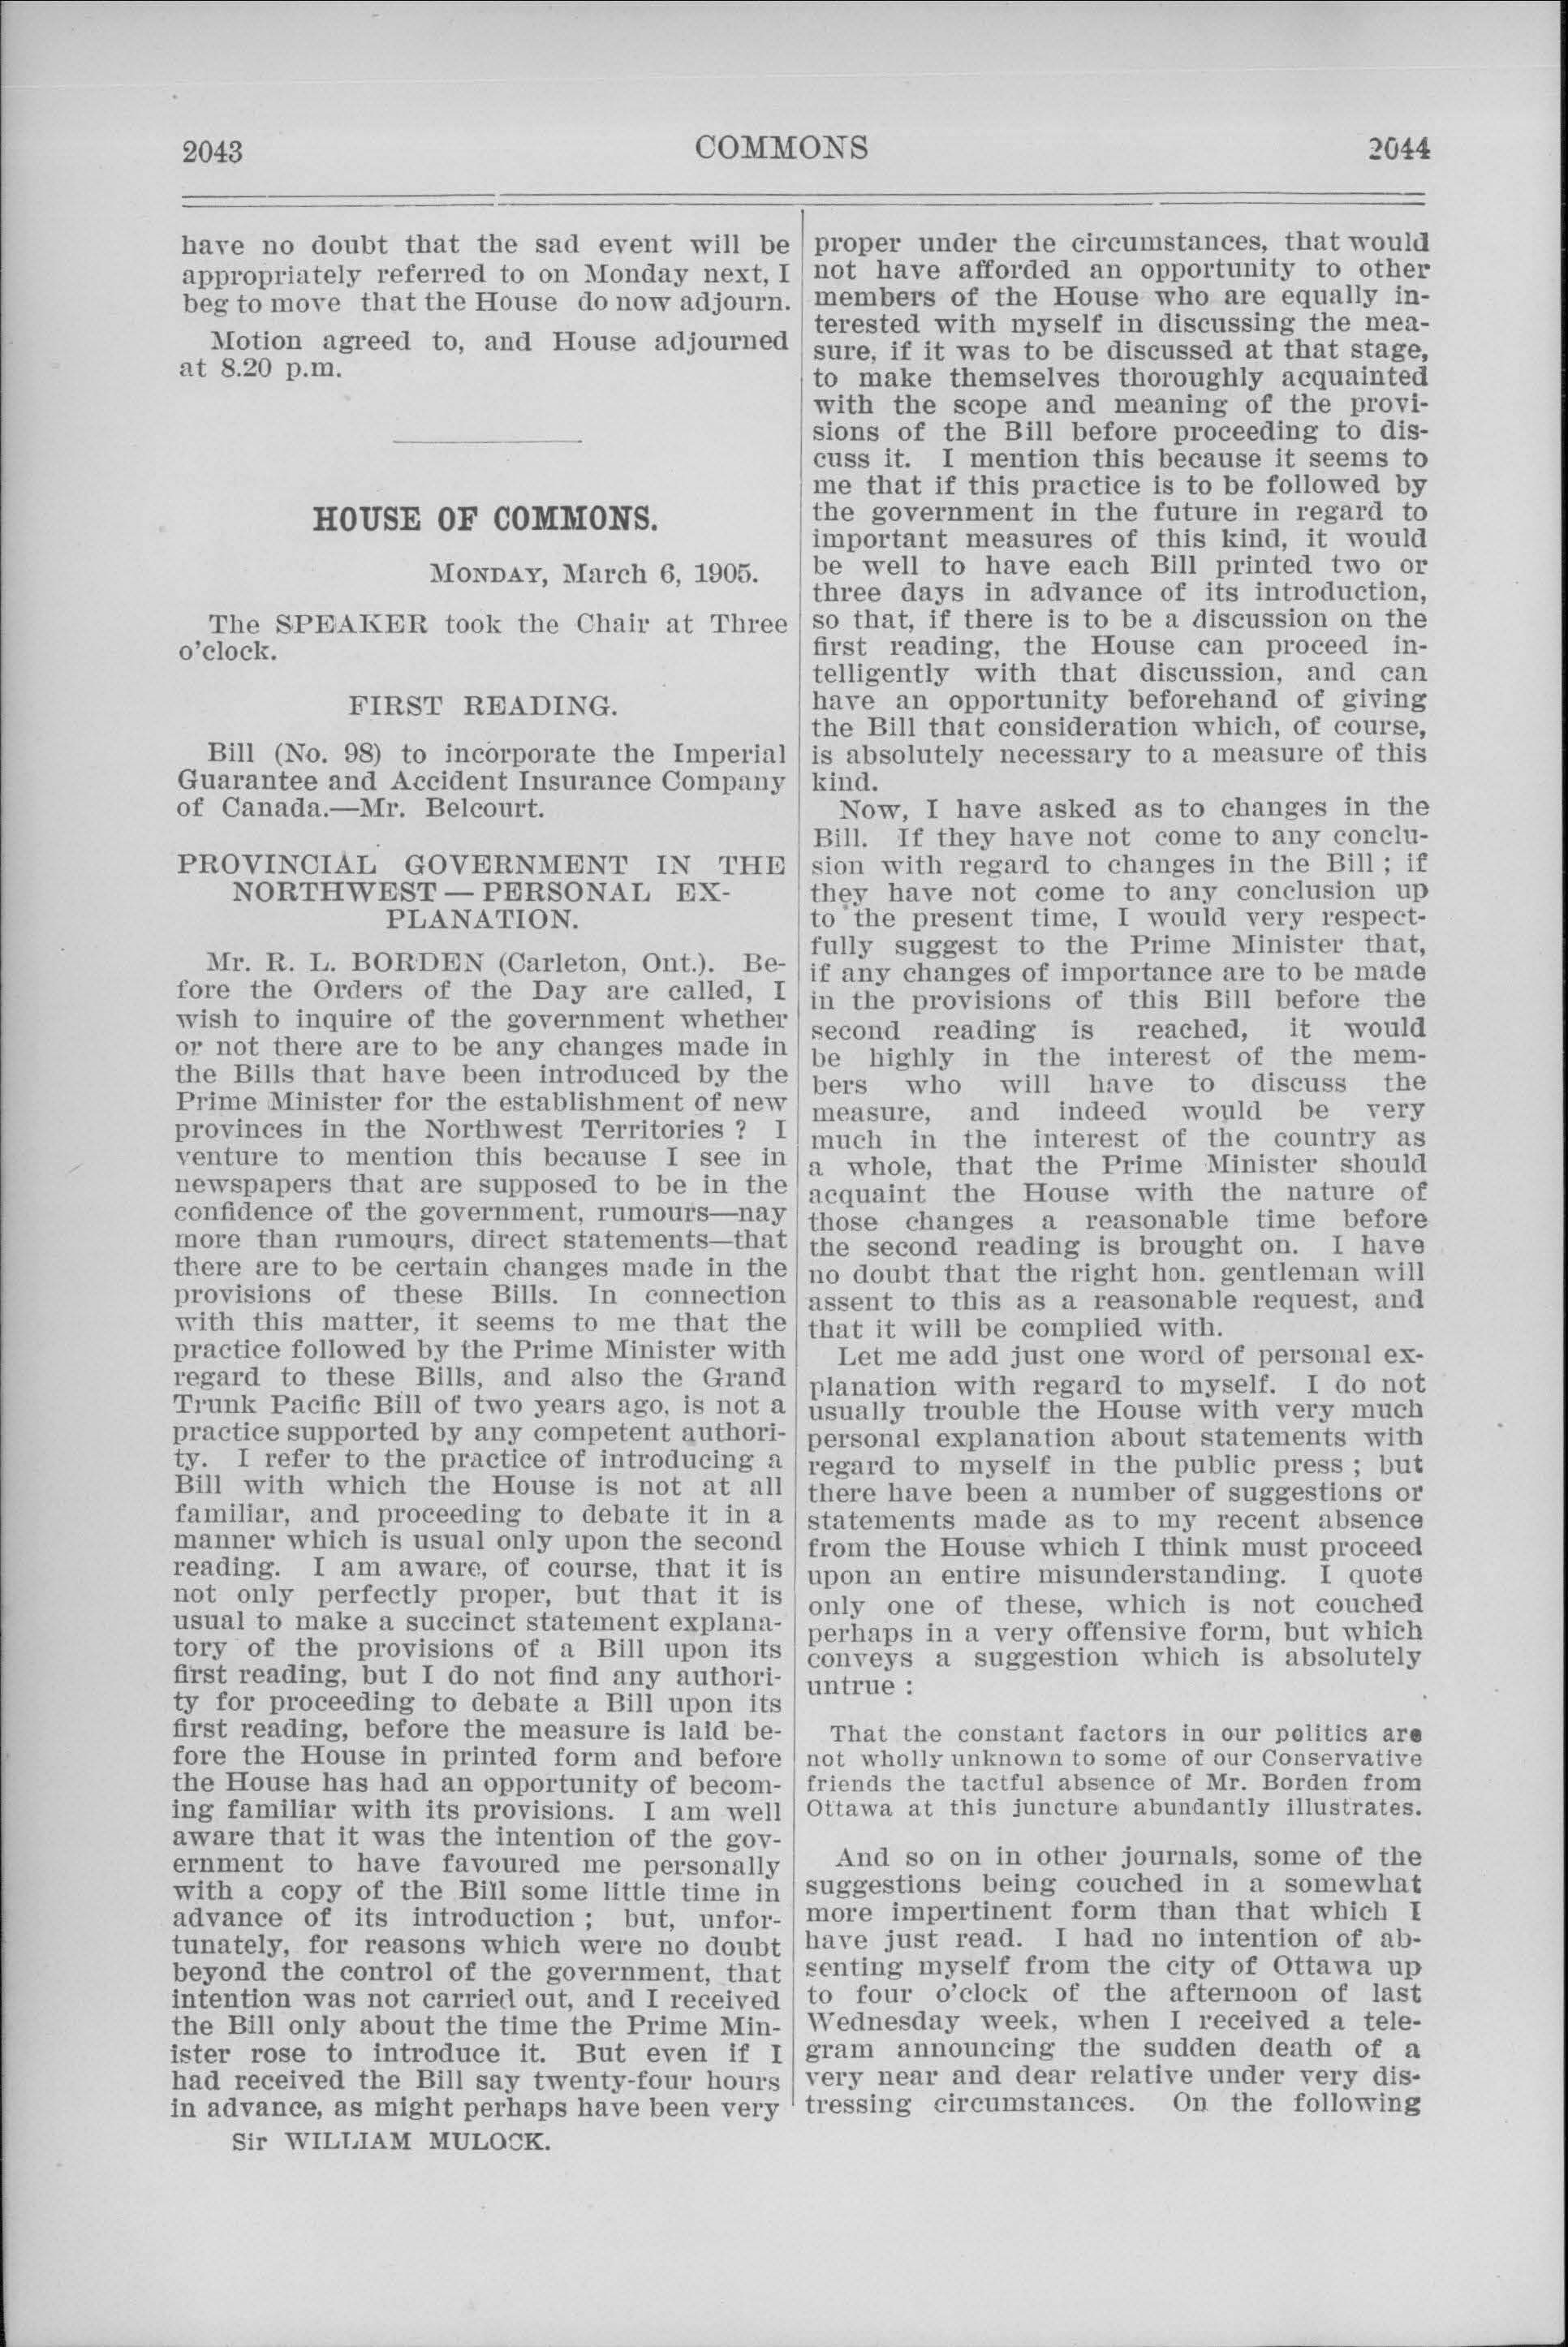 2043
COMMONS
2044
have no doubt that the sad event will be
appropriately referred to on Monday next, I
beg to move that the House do now adjourn.
Motion agreed to, and House adjourned
at 8.20 p.m.
HOUSE OF COMMONS.
MONDAY, March 6, 1905.
The SPEAKER took the Chair at Three
o'clock.
FIRST READING.
Bill (No. 98) to incorporate the Imperial
Guarantee and Accident Insurance Company
of Canada.—Mr. Belcourt.
PROVINCIAL GOVERNMENT IN THE
NORTHWEST — PERSONAL EX-
PLANATION.
Mr. R. L. BORDEN (Carleton, Ont.). Be-
fore the Orders of the Day are called, I
wish to inquire of the government whether
or not there are to be any changes made in
the Bills that have been introduced by the
Prime Minister for the establishment of new
provinces in the Northwest Territories ? I
venture to mention this because I see in
newspapers that are supposed to be in the
confidence of the government, rumours—nay
more than rumours, direct statements—that
there are to be certain changes made in the
provisions of these Bills. In connection
with this matter, it seems to me that the
practice followed by the Prime Minister with
regard to these Bills, and also the Grand
Trunk Pacific Bill of two years ago, is not a
practice supported by any competent authori-
ty. I refer to the practice of introducing a
Bill with which the House is not at all
familiar, and proceeding to debate it in a
manner which is usual only upon the second
reading. I am aware, of course, that it is
not only perfectly proper, but that it is
usual to make a succinct statement explana-
tory of the provisions of a Bill upon its
first reading, but I do not find any authori-
ty for proceeding to debate a Bill upon its
first reading, before the measure is laid be-
fore the House in printed form and before
the House has had an opportunity of becom-
ing familiar with its provisions. I am well
aware that it was the intention of the gov-
ernment to have favoured me personally
with a copy of the Bill some little time in
advance of its introduction ; but, unfor-
tunately, for reasons which were no doubt
beyond the control of the government, that
intention was not carried out, and I received
the Bill only about the time the Prime Min-
ister rose to introduce it. But even if I
had received the Bill say twenty-four hours
in advance, as might perhaps have been very
Sir WILLIAM MULOCK.
proper under the circumstances, that would
not have afforded an opportunity to other
members of the House who are equally in-
terested with myself in discussing the mea-
sure, if it was to be discussed at that stage,
to make themselves thoroughly acquainted
with the scope and meaning of the provi-
sions of the Bill before proceeding to dis-
cuss it. I mention this because it seems to
me that if this practice is to be followed by
the government in the future in regard to
important measures of this kind, it would
be well to have each Bill printed two or
three days in advance of its introduction,
so that, if there is to be a discussion on the
first reading, the House can proceed in-
telligently with that discussion, and can
have an opportunity beforehand of giving
the Bill that consideration which, of course,
is absolutely necessary to a measure of this
kind.
Now, I have asked as to changes in the
Bill. If they have not come to any conclu-
sion with regard to changes in the Bill ; if
they have not come to any conclusion up
to the present time, I would very respect-
fully suggest to the Prime Minister that,
if any changes of importance are to be made
in the provisions of this Bill before the
second reading is reached, it would
be highly in the interest of the mem-
bers who will have to discuss the
measure, and indeed would be very
much in the interest of the country as
a whole, that the Prime Minister should
acquaint the House with the nature of
those changes a reasonable time before
the second reading is brought on. I have
no doubt that the right hon. gentleman will
assent to this as a reasonable request, and
that it will be complied with.
Let me add just one word of personal ex-
planation with regard to myself. I do not
usually trouble the House with very much
personal explanation about statements with
regard to myself in the public press ; but
there have been a number of suggestions or
statements made as to my recent absence
from the House which I think must proceed
upon an entire misunderstanding. I quote
only one of these, which is not couched
perhaps in a very offensive form, but which
conveys a suggestion which is absolutely
untrue :
That the constant factors in our politics are
not wholly unknown to some of our Conservative
friends the tactful absence of Mr. Borden from
Ottawa at this juncture abundantly illustrates.
And so on in other journals, some of the
suggestions being couched in a somewhat
more impertinent form than that which I
have just read. I had no intention of ab-
senting myself from the city of Ottawa up
to four o'clock of the afternoon of last
Wednesday week, when I received a tele-
gram announcing the sudden death of a
very near and dear relative under very dis-
tressing circumstances. On the following